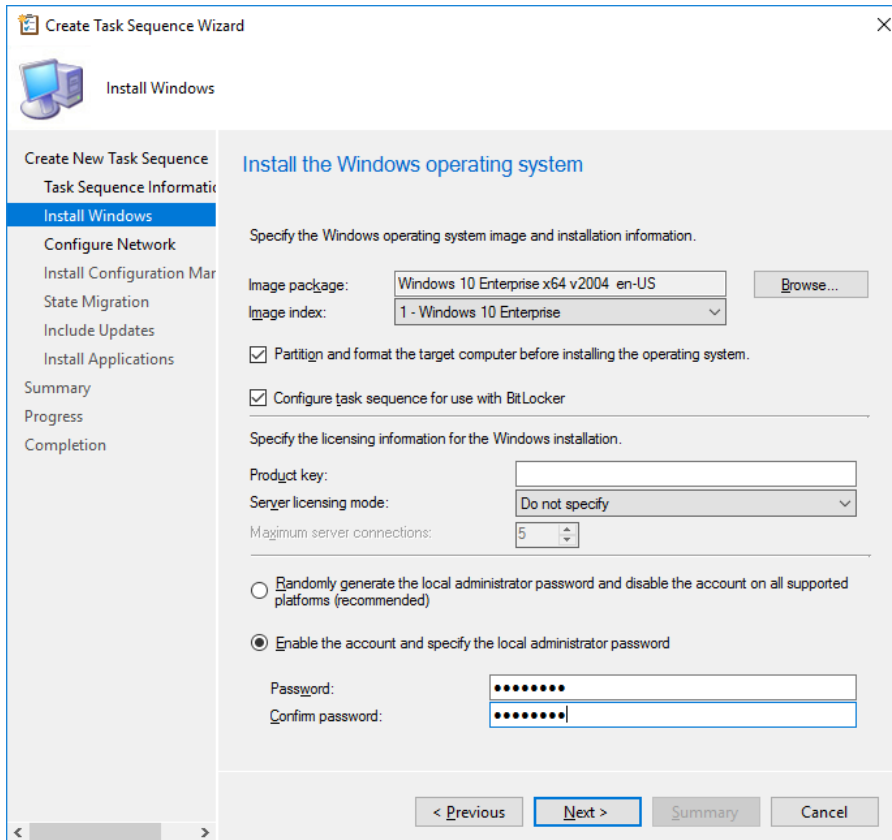 Create Task Sequence Wizard
Install Windows
Create New Task Sequence
Task Sequence Informatic
Install Windows
Configure Network
Install Configuration Mar
State Migration
Include Updates
Install Applications
Summary
Progress
Completion
Install the Windows operating system
Specify the Windows operating system image and installation information.
Image package: Windows 10 Enterprise x64 v2004 en-US Browse...
Image index: 1 - Windows 10 Enterprise
Partition and format the target computer before installing the operating system.
Configure task sequence for use with BitLocker
Specify the licensing information for the Windows installation.
Product key:
Server licensing mode: Do not specify
Maximum server connections: 5
Randomly generate the local administrator password and disable the account on all supported
platforms (recommended)
Enable the account and specify the local administrator password
Password: ••••••••
Confirm password: ••••••••
< Previous Next > Summary Cancel